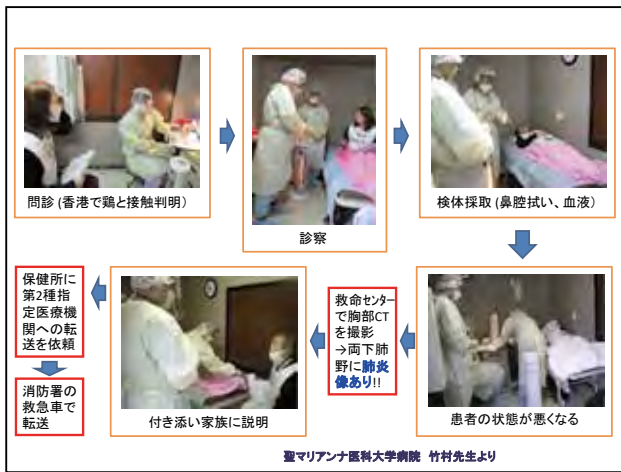 問診 (香港で鶏と接触判明)
診察
検体採取 (鼻腔拭い、血液)
患者の状態が悪くなる
救命センター
で胸部CT
を撮影
→両下肺
野に肺炎
像あり!!
付き添い家族に説明
保健所に
第2種指
定医療機
関への転
送を依頼
消防署の
救急車で
転送
聖マリアンナ医科大学病院 竹村先生より